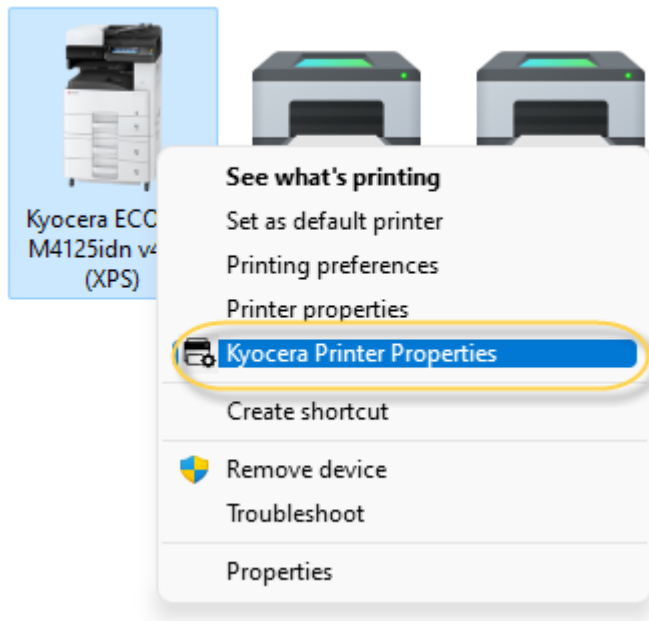 Kyocera ECO
M4125idn v4
(XPS)
See what's printing
Set as default printer
Printing preferences
Printer properties
Kyocera Printer Properties
Create shortcut
Remove device
Troubleshoot
Properties